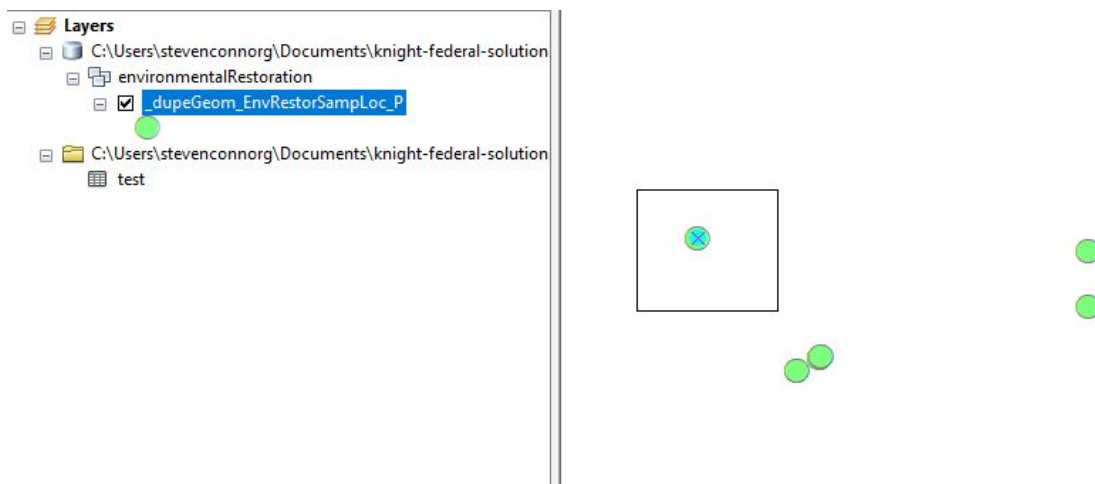 Layers
C:\Users\stevenconnorg\Documents\knight-federal-solution
environmentalRestoration
_dupeGeom_EnvRestorSampLoc_P
C:\Users\stevenconnorg\Documents\knight-federal-solution
test